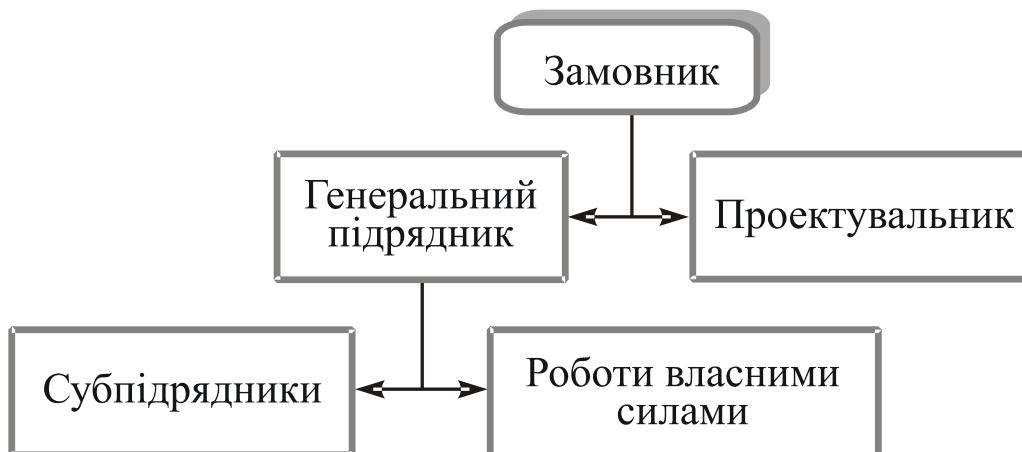 Замовник
Генеральний
підрядник
Проектувальник
Субпідрядники
Роботи власними
силами